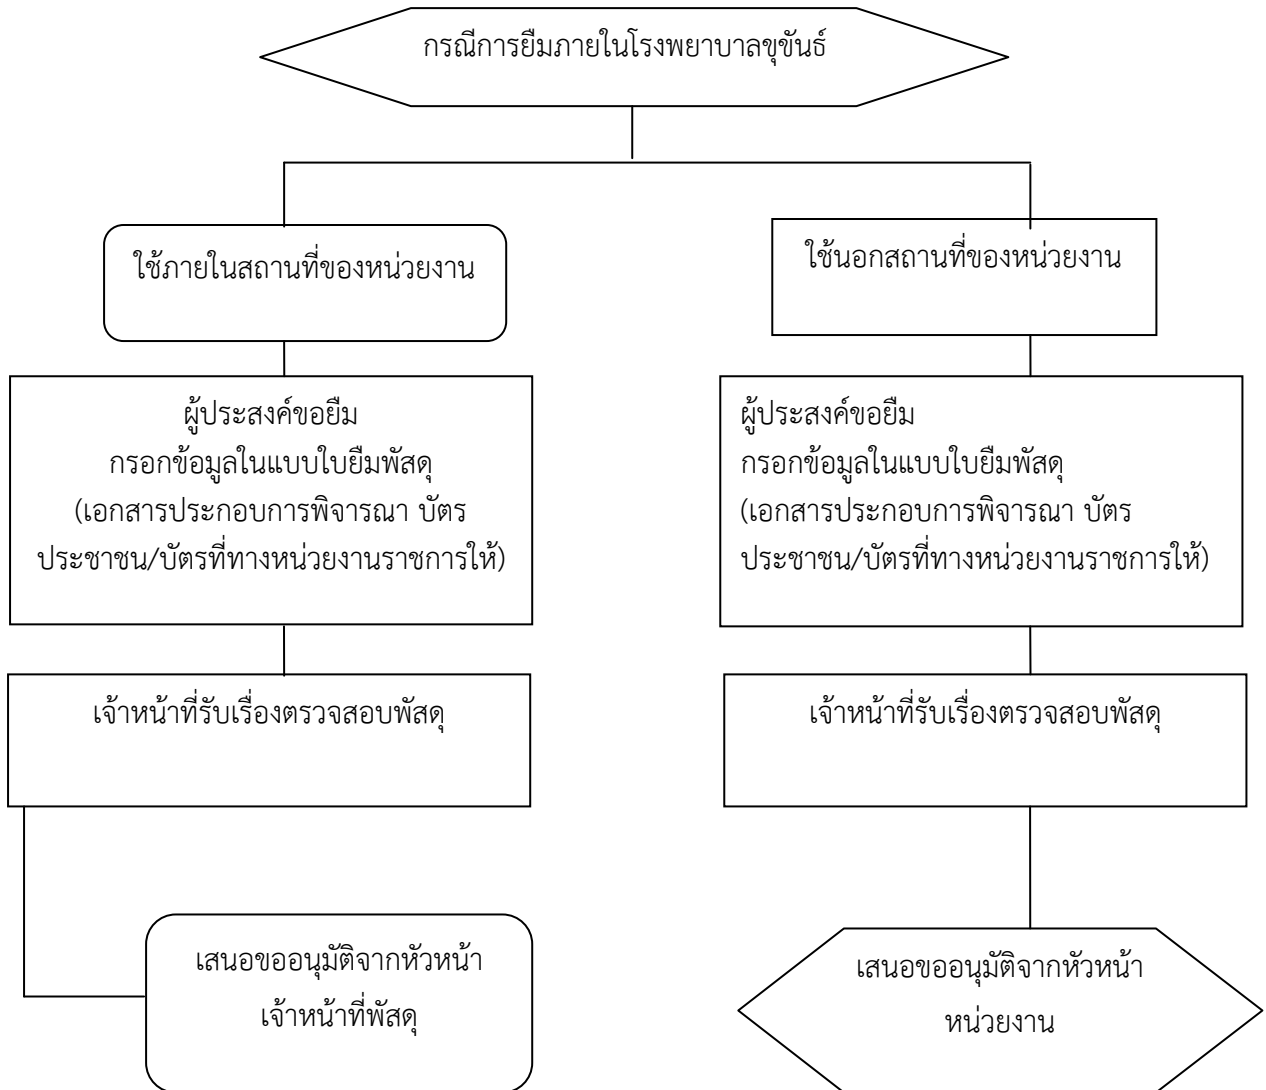 กรณีการยืมภายในโรงพยาบาลขุขันธ์
ใช้ภายในสถานที่ของหน่วยงาน
ใช้นอกสถานที่ของหน่วยงาน
ผู้ประสงค์ขอยืม
กรอกข้อมูลในแบบใบยืมพัสดุ
(เอกสารประกอบการพิจารณา บัตร
ประชาชน/บัตรที่ทางหน่วยงานราชการให้)
ผู้ประสงค์ขอยืม
กรอกข้อมูลในแบบใบยืมพัสดุ
(เอกสารประกอบการพิจารณา บัตร
ประชาชน/บัตรที่ทางหน่วยงานราชการให้)
เจ้าหน้าที่รับเรื่องตรวจสอบพัสดุ
เจ้าหน้าที่รับเรื่องตรวจสอบพัสดุ
เสนอขออนุมัติจากหัวหน้า
เจ้าหน้าที่พัสดุ
เสนอขออนุมัติจากหัวหน้า
หน่วยงาน